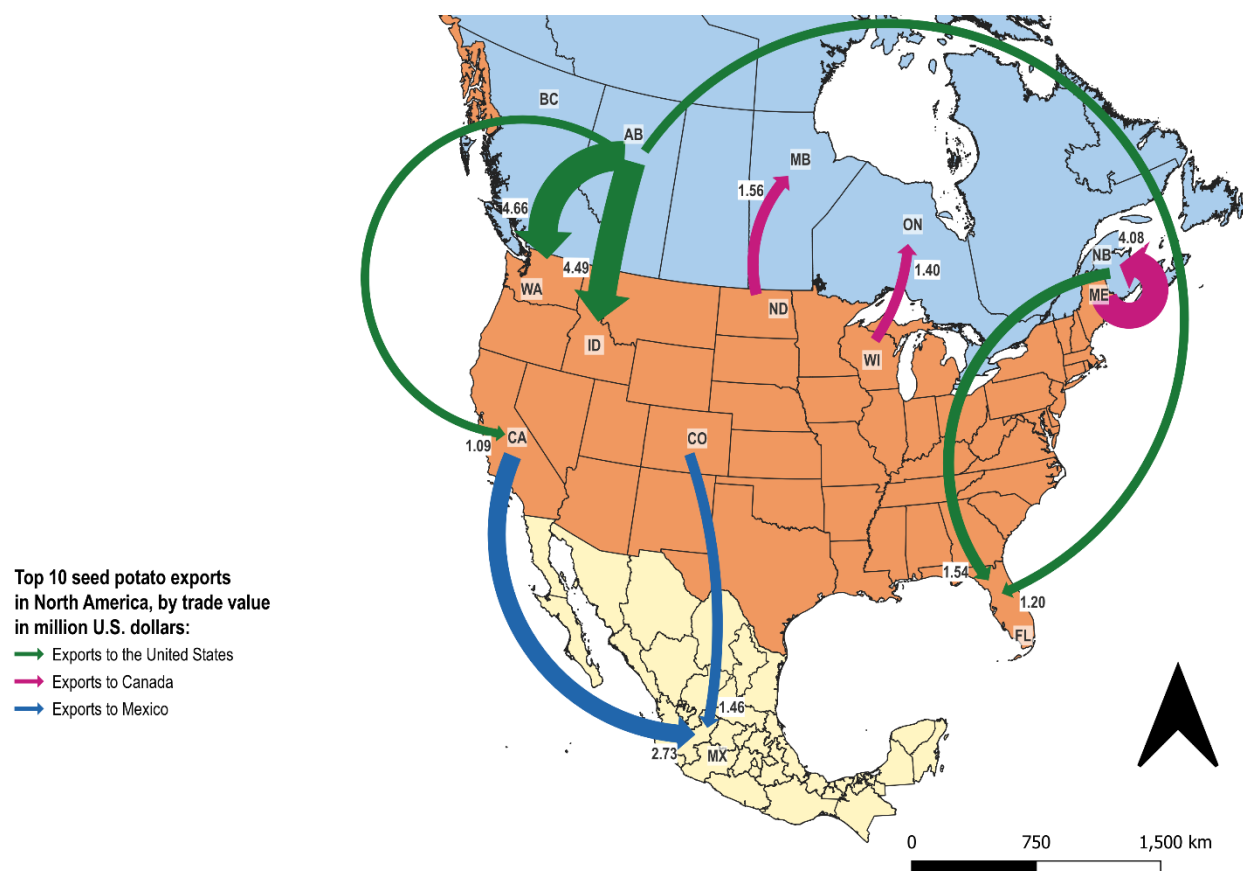 BC
AB
MB
4.66
1.56
ON
NB
4.08
4.49
1.40
WA
ME
ND
ID
WI
CA
CO
1.09
1.54
1.20
FL
Top 10 seed potato exports
in North America, by trade value
in million U.S. dollars:
Exports to the United States
Exports to Canada
Exports to Mexico
1.46
2.73
MX
0 750 1,500 km